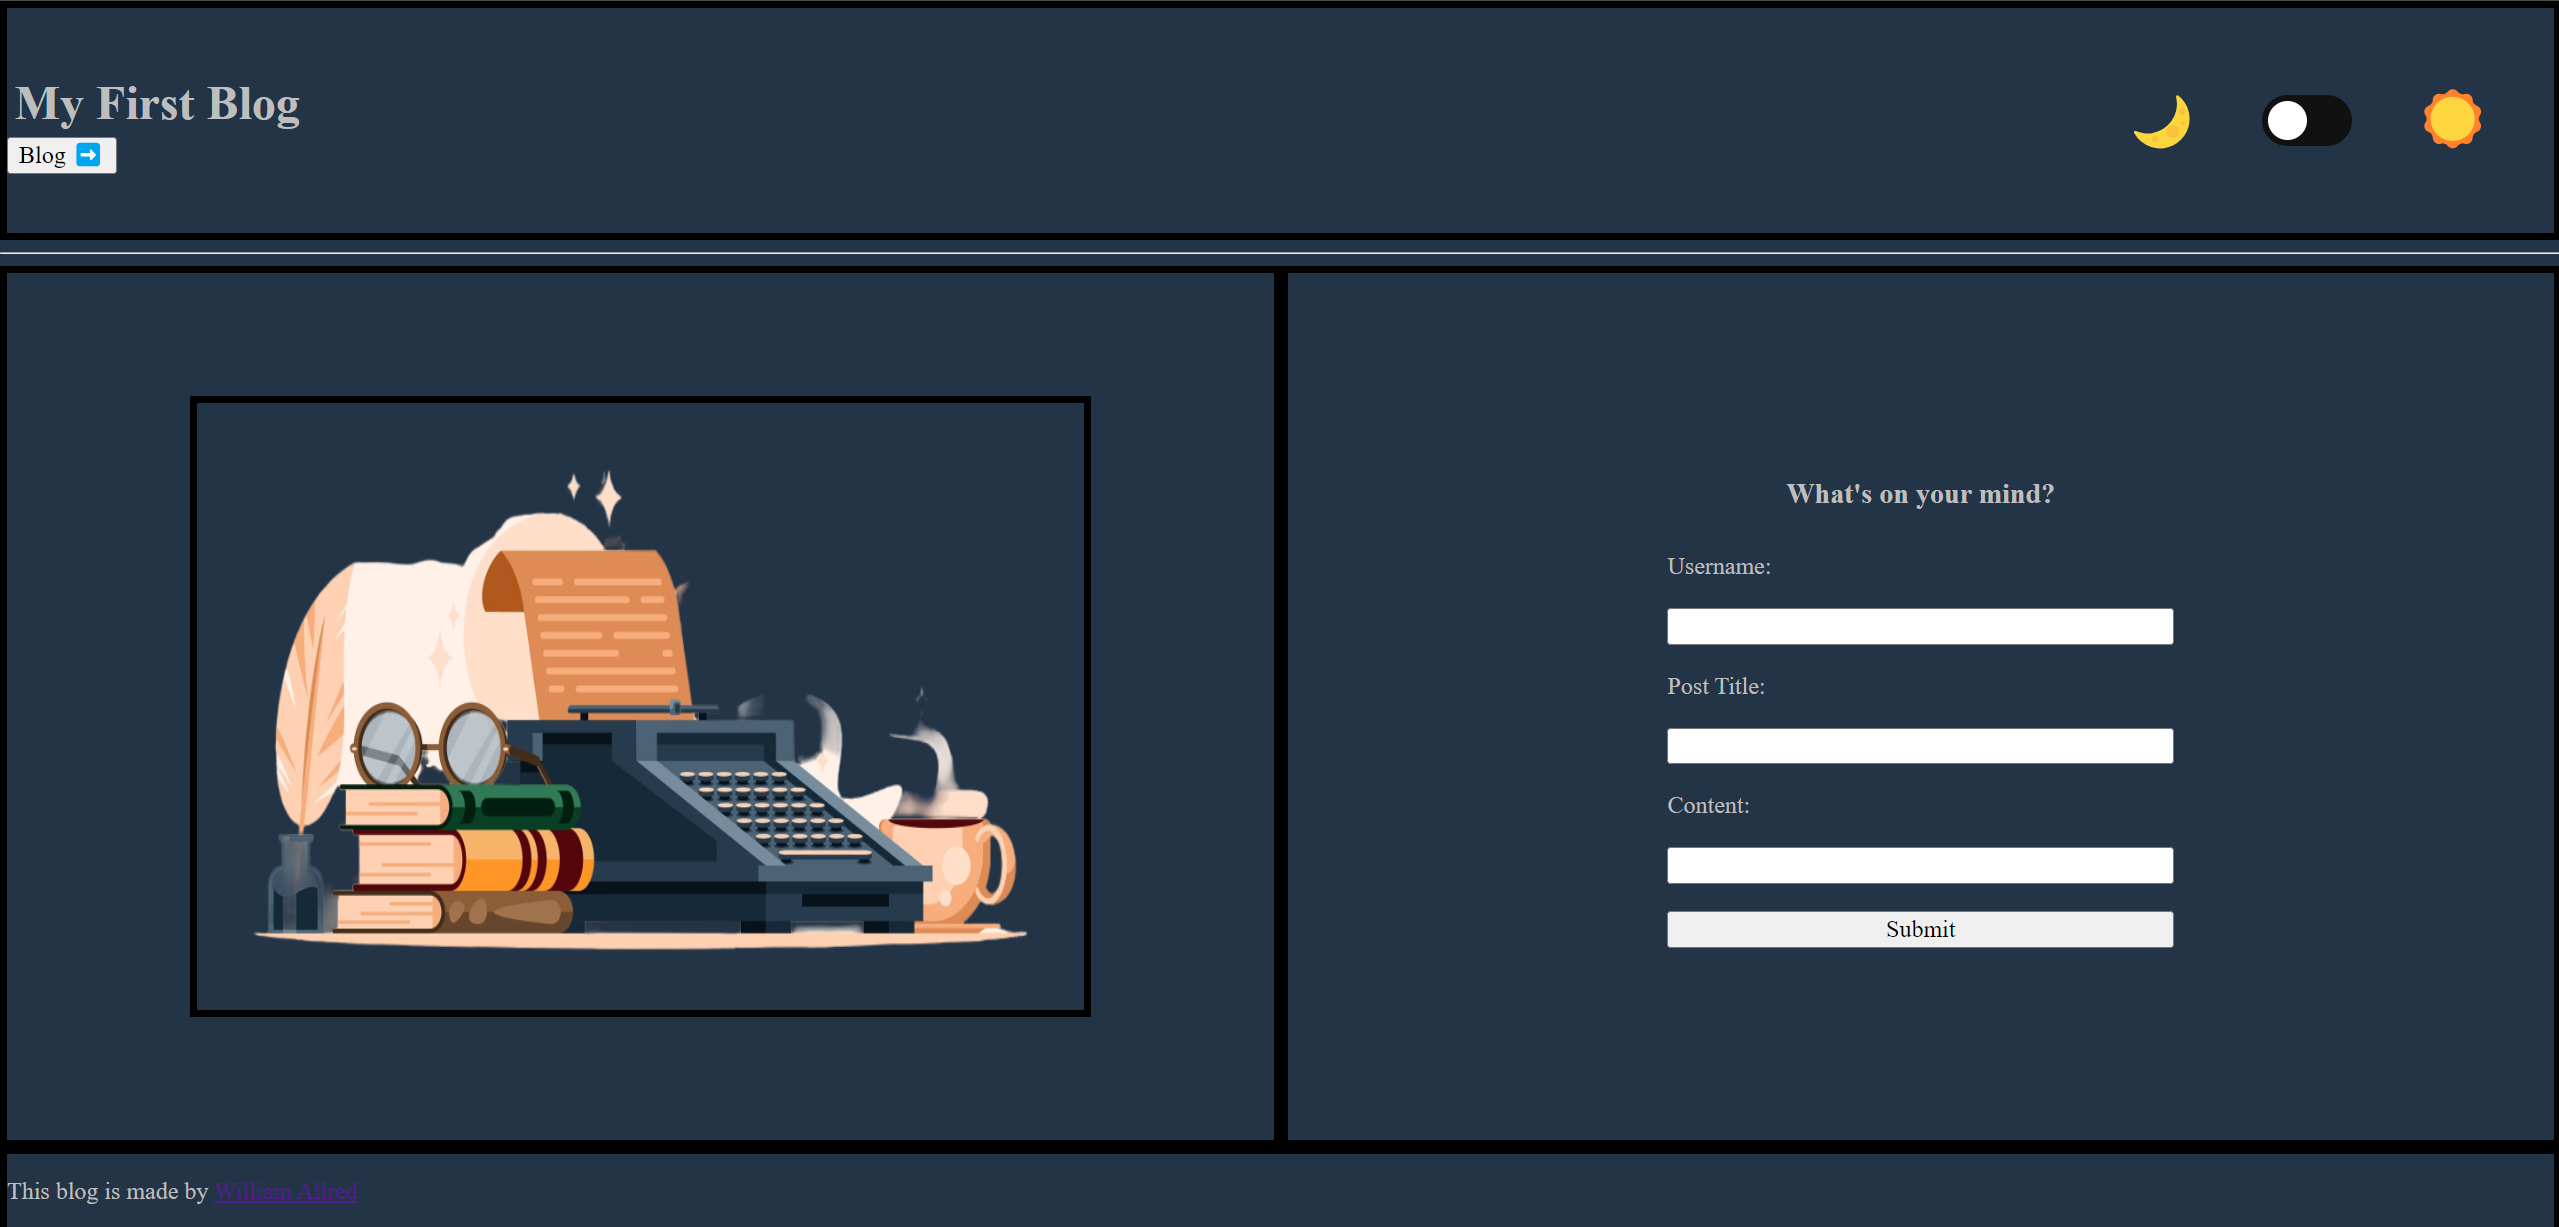 My First Blog
Blog ➡️
What's on your mind?
Username:
Post Title:
Content:
Submit
This blog is made by William Allred